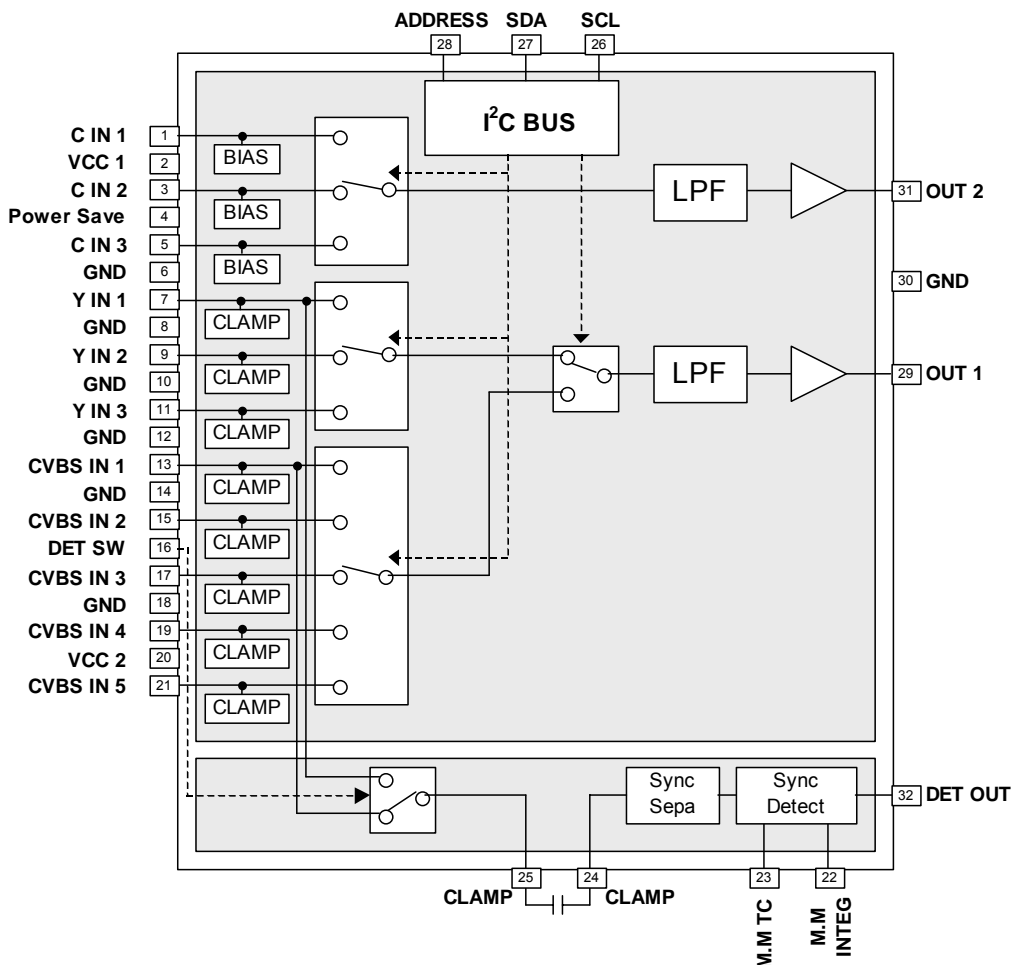 ADDRESS SDA SCL
28 27 26
I²C BUS
C IN 1 1
BIAS
VCC 1 2
C IN 2 3
BIAS
LPF
31 OUT 2
Power Save 4
C IN 3 5
BIAS
GND 6
30 GND
Y IN 1 7
CLAMP
GND 8
Y IN 2 9
CLAMP
LPF
29 OUT 1
GND 10
Y IN 3 11
CLAMP
GND 12
CVBS IN 1 13
CLAMP
GND 14
CVBS IN 2 15
CLAMP
DET SW 16
CVBS IN 3 17
CLAMP
GND 18
CVBS IN 4 19
CLAMP
VCC 2 20
CVBS IN 5 21
CLAMP
Sync
Sepa
Sync
Detect
32 DET OUT
25 24 23 22
CLAMP CLAMP
M.M TC
M.M
INTEG